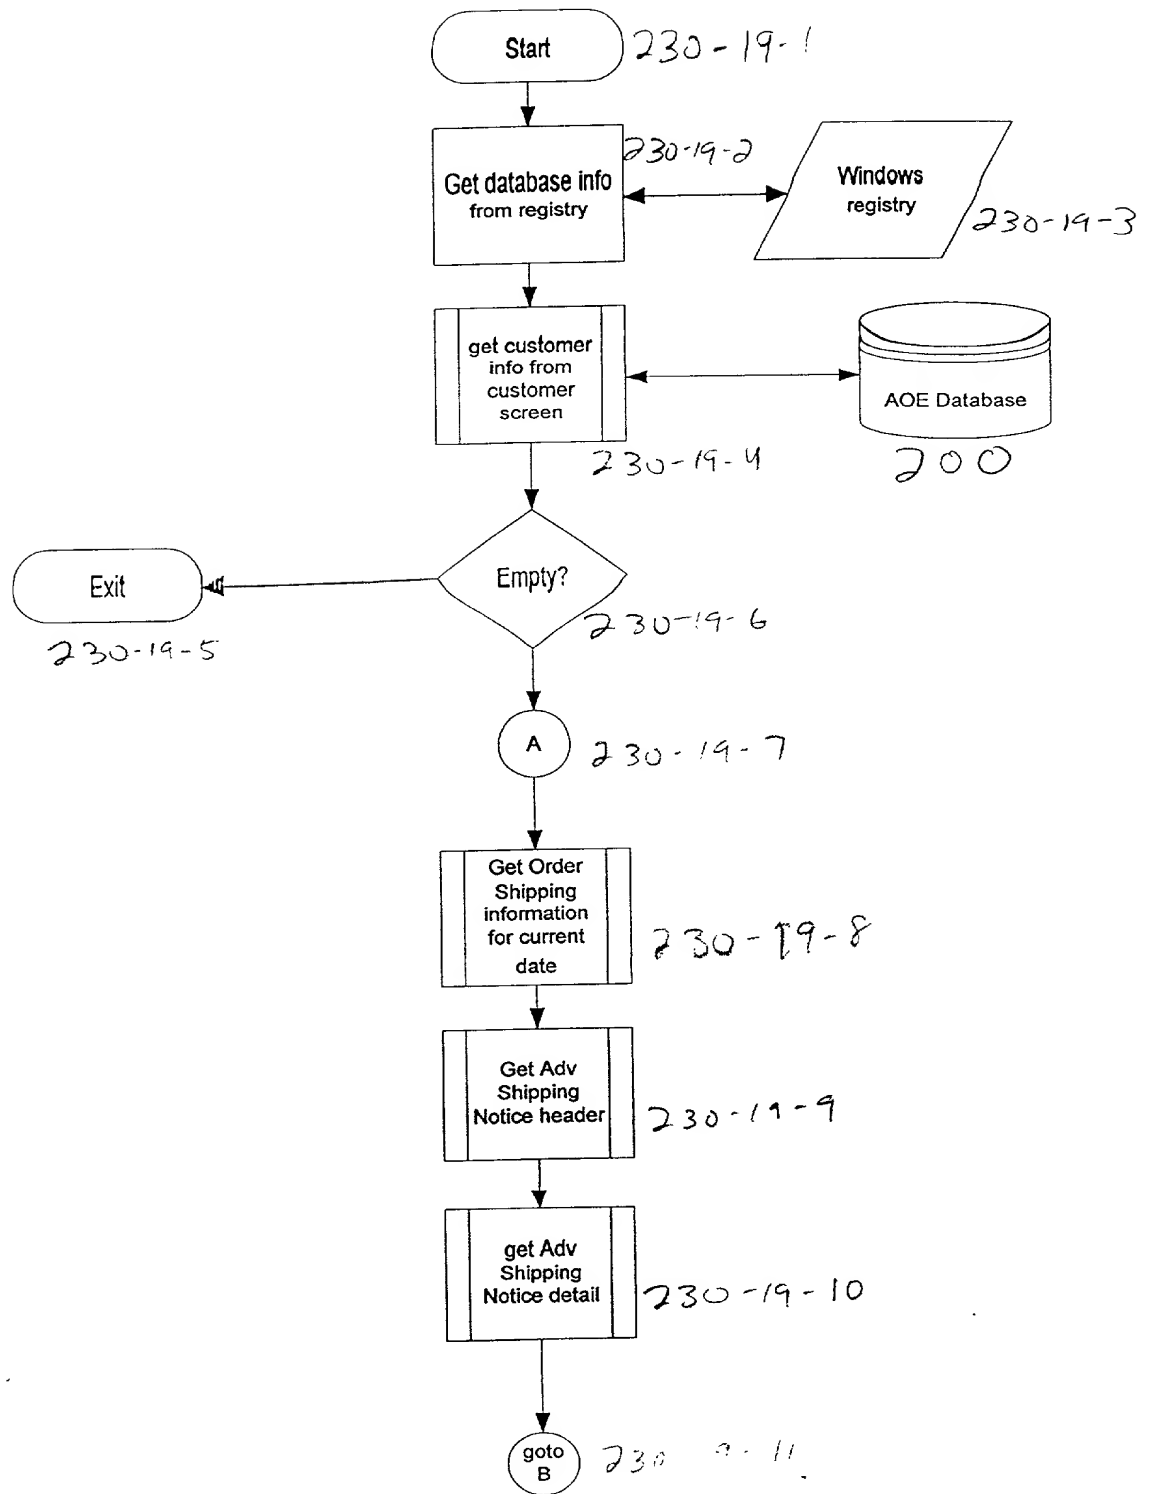 Start
230-19-1
Get database info
from registry
230-19-2
Windows
registry
230-19-3
get customer
info from
customer
screen
230-19-4
AOE Database
200
Empty?
230-19-6
Exit
230-19-5
A
230-19-7
Get Order
Shipping
information
for current
date
230-19-8
Get Adv
Shipping
Notice header
230-19-9
get Adv
Shipping
Notice detail
230-19-10
goto
B